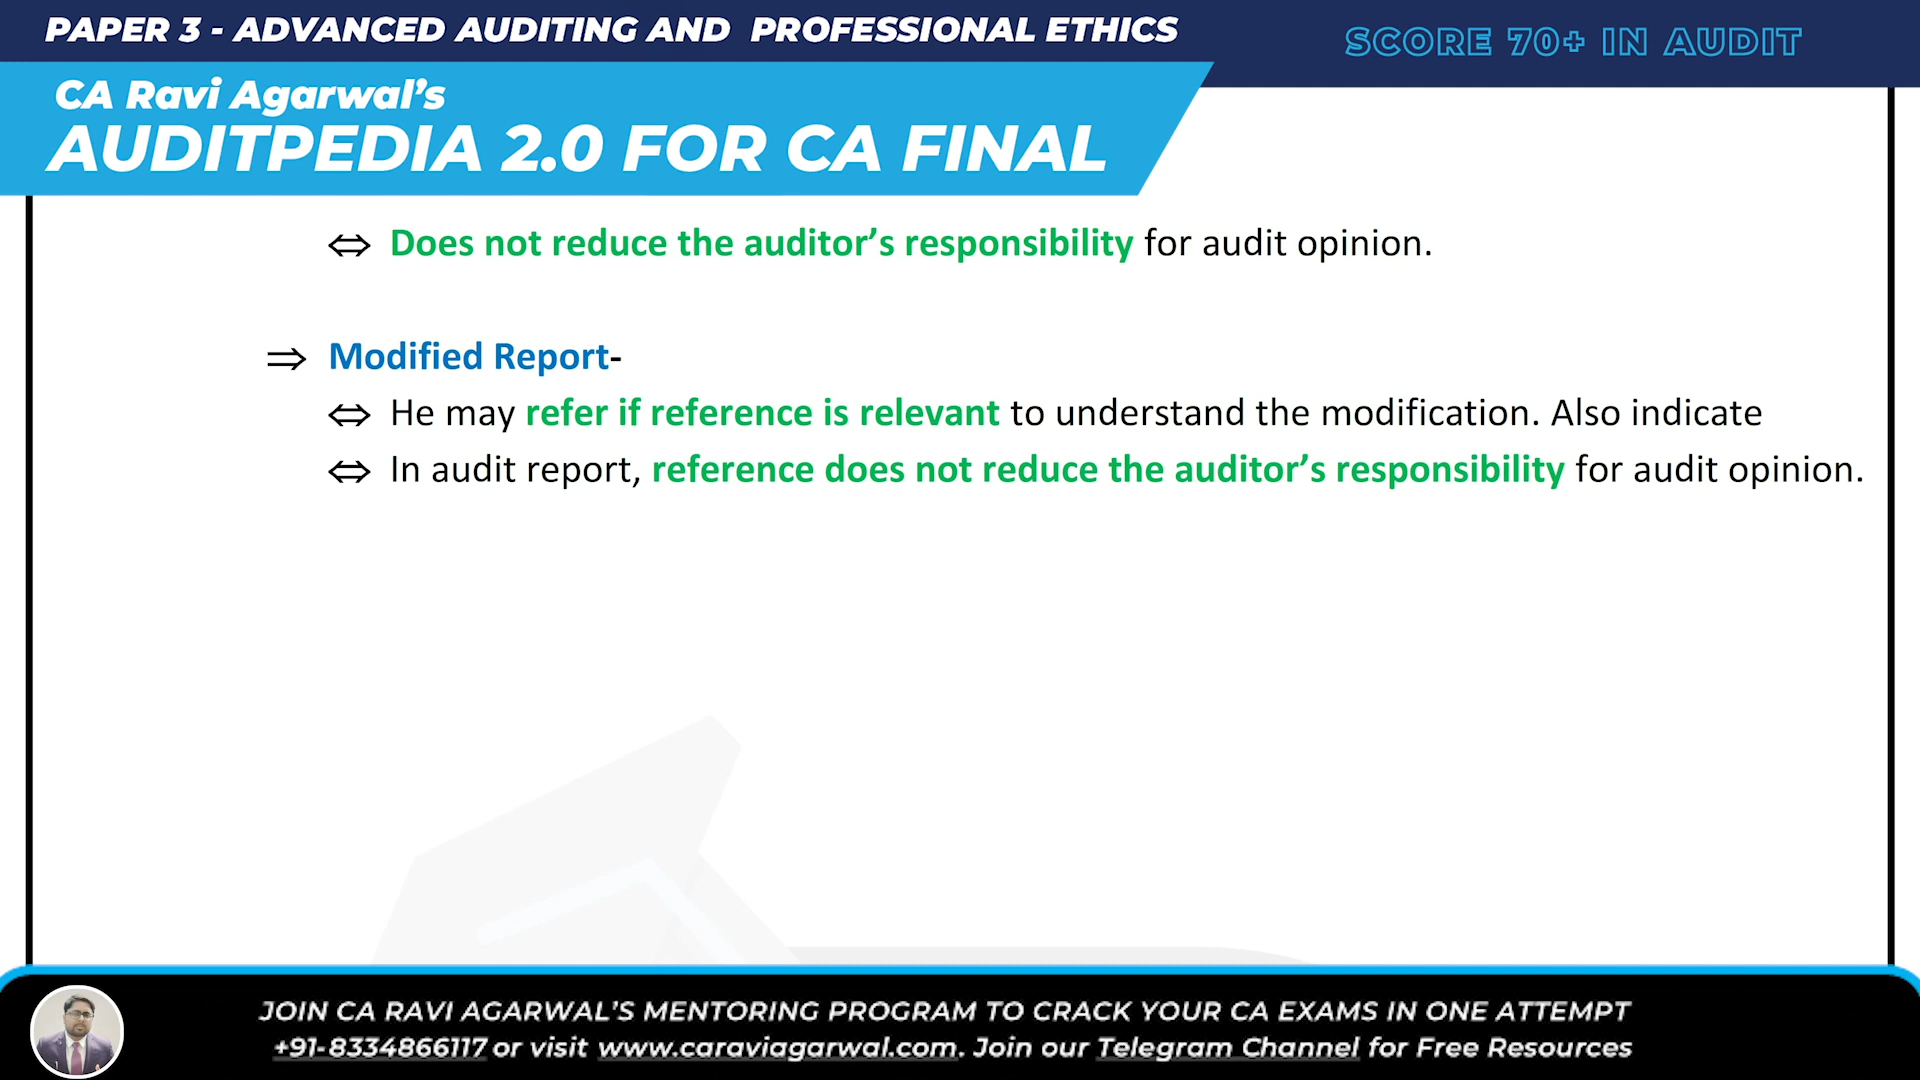 PAPER 3 - ADVANCED AUDITING AND PROFESSIONAL ETHICS
SCORE 70+ IN AUDIT
CA Ravi Agarwal's
AUDITPEDIA 2.0 FOR CA FINAL
⇔ Does not reduce the auditor’s responsibility for audit opinion.
⇒ Modified Report-
⇔ He may refer if reference is relevant to understand the modification. Also indicate
⇔ In audit report, reference does not reduce the auditor’s responsibility for audit opinion.
JOIN CA RAVI AGARWAL'S MENTORING PROGRAM TO CRACK YOUR CA EXAMS IN ONE ATTEMPT
+91-8334866117 or visit www.caraviagarwal.com. Join our Telegram Channel for Free Resources